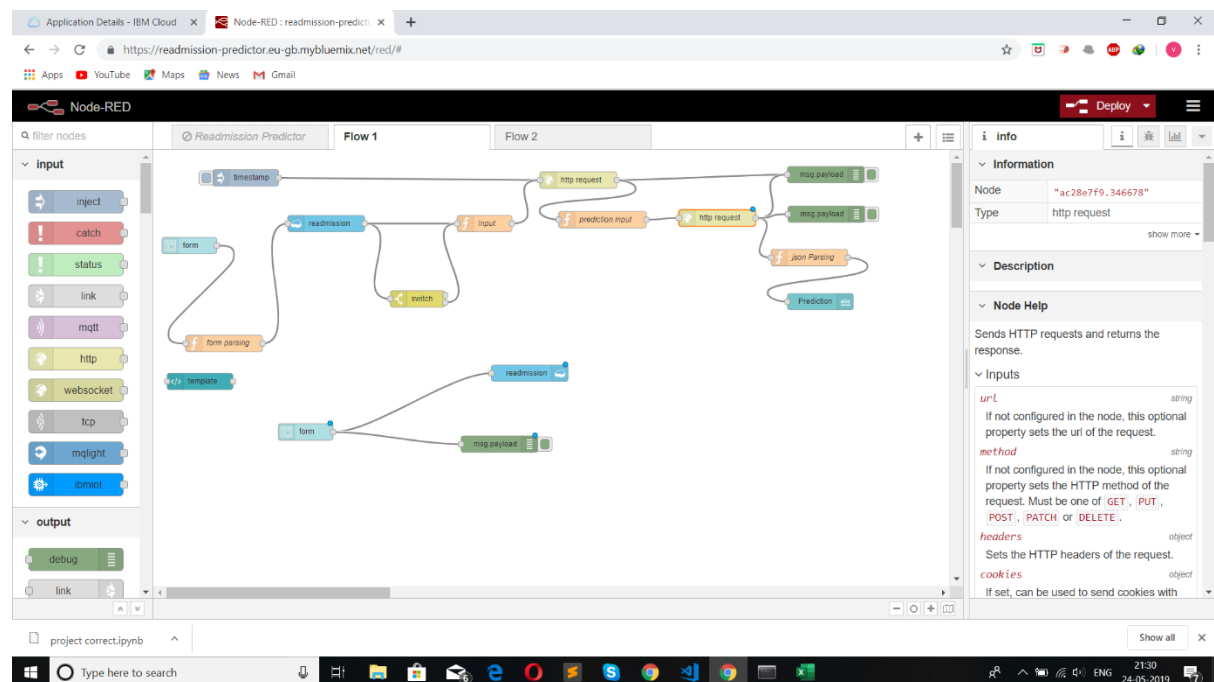 Application Details - IBM Cloud
Node-RED : readmission-predicto
https://readmission-predictor.eu-gb.mybluemix.net/red/#
Apps YouTube Maps News Gmail
Node-RED
Deploy
filter nodes
Readmission Predictor
Flow 1
Flow 2
i info
input
inject
catch
status
link
mqtt
http
websocket
tcp
mqlight
ibmiot
output
debug
link
timestamp
http request
msg.payload
readmission
input
prediction input
http request
msg.payload
form
json Parsing
switch
Prediction abc
form parsing
template
readmission
form
msg.payload
Information
Node "ac28e7f9.346678"
Type http request
show more
Description
Node Help
Sends HTTP requests and returns the
response.
Inputs
url string
If not configured in the node, this optional
property sets the url of the request.
method string
If not configured in the node, this optional
property sets the HTTP method of the
request. Must be one of GET , PUT ,
POST , PATCH or DELETE .
headers object
Sets the HTTP headers of the request.
cookies object
If set, can be used to send cookies with
project correct.ipynb
Show all
Type here to search
ENG
21:30
24-05-2019